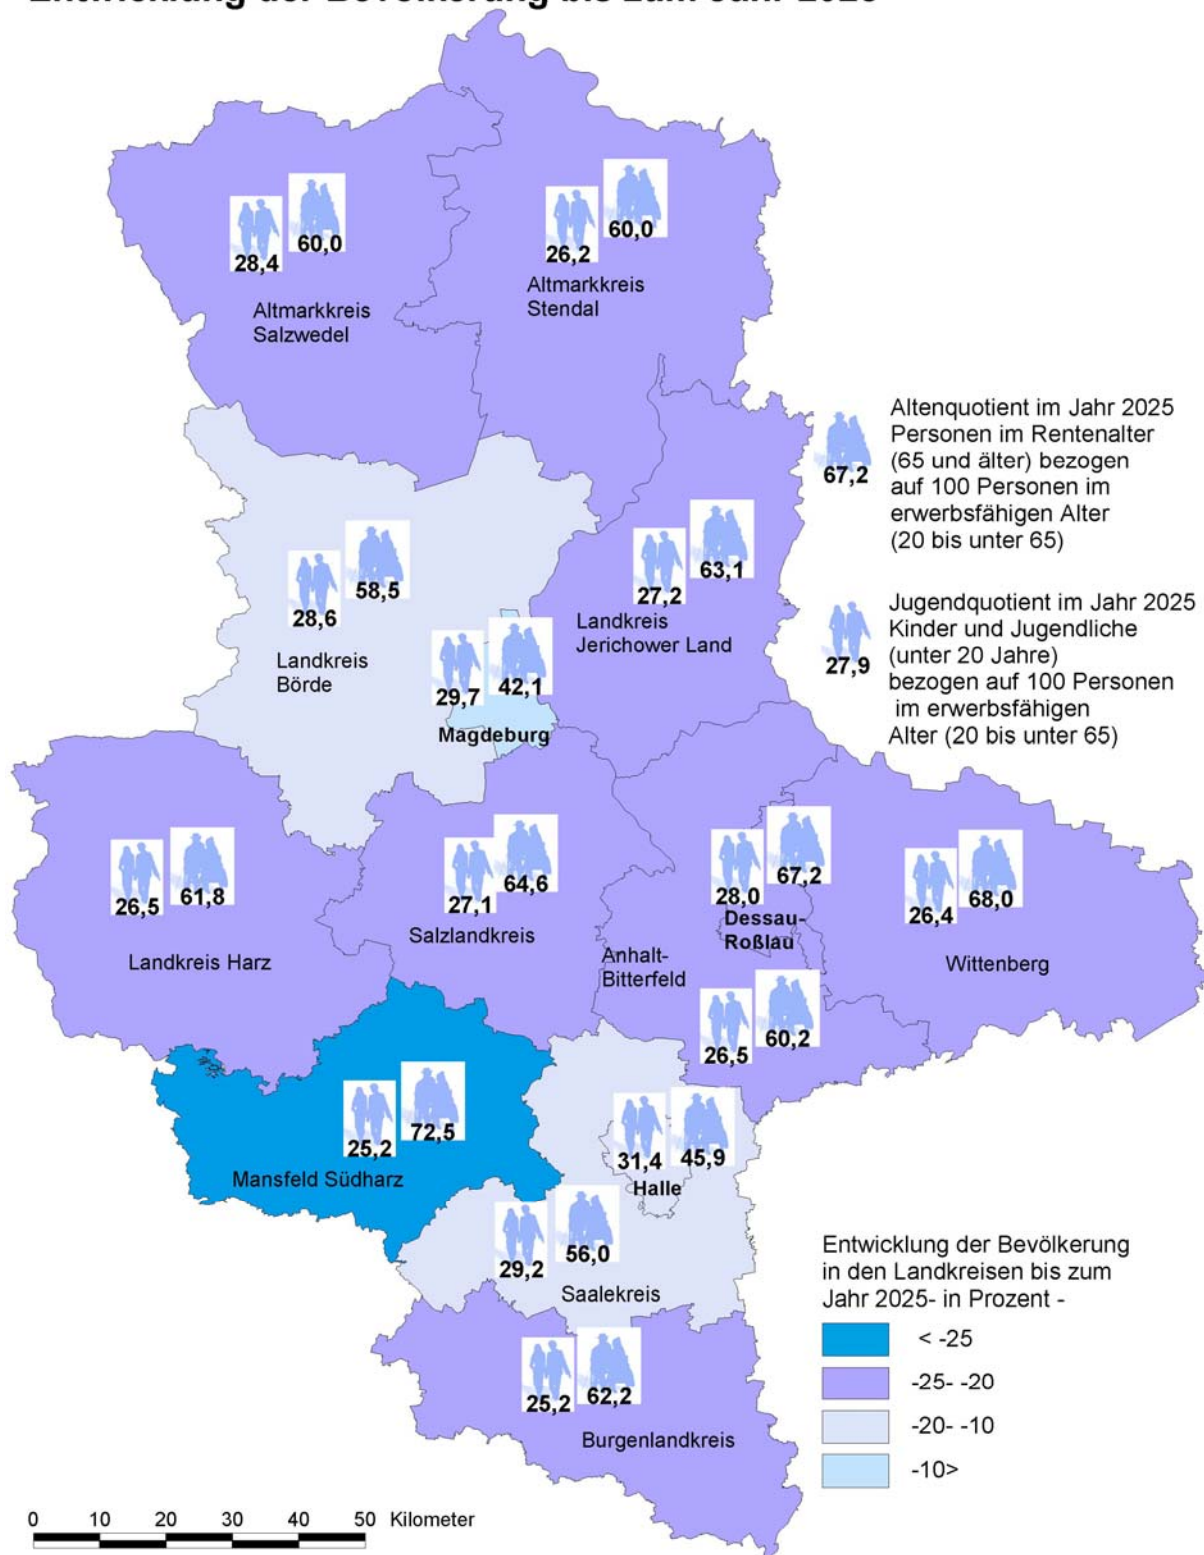 Entwicklung der Bevölkerung bis zum Jahr 2025
28,4
60,0
Altmarkkreis
Salzwedel
26,2
60,0
Altmarkkreis
Stendal
67,2
Altenquotient im Jahr 2025
Personen im Rentenalter
(65 und älter) bezogen
auf 100 Personen im
erwerbsfähigen Alter
(20 bis unter 65)
28,6
58,5
Landkreis
Börde
27,2
63,1
Landkreis
Jerichower Land
27,9
Jugendquotient im Jahr 2025
Kinder und Jugendliche
(unter 20 Jahre)
bezogen auf 100 Personen
im erwerbsfähigen
Alter (20 bis unter 65)
29,7
42,1
Magdeburg
26,5
61,8
Landkreis Harz
27,1
64,6
Salzlandkreis
28,0
67,2
Dessau-
Roßlau
26,4
68,0
Wittenberg
Anhalt-
Bitterfeld
26,5
60,2
25,2
72,5
Mansfeld Südharz
31,4
45,9
Halle
29,2
56,0
Saalekreis
25,2
62,2
Burgenlandkreis
Entwicklung der Bevölkerung
in den Landkreisen bis zum
Jahr 2025- in Prozent -
< -25
-25- -20
-20- -10
-10>
0 10 20 30 40 50 Kilometer